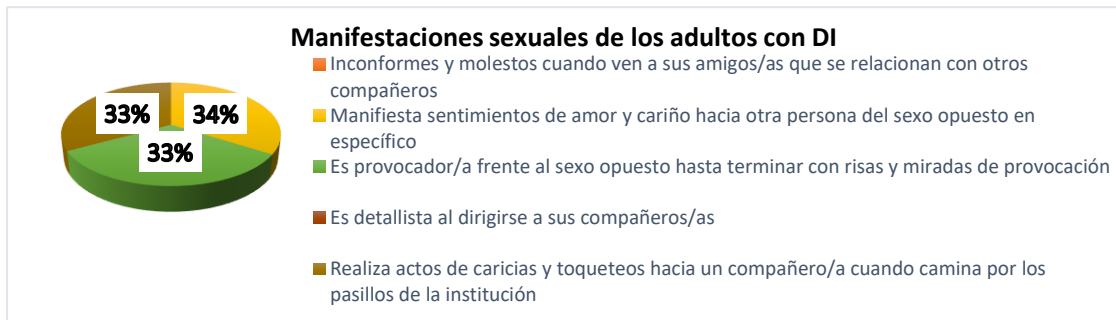 Manifestaciones sexuales de los adultos con DI
33%
34%
33%
Inconformes y molestos cuando ven a sus amigos/as que se relacionan con otros
compañeros
Manifiesta sentimientos de amor y cariño hacia otra persona del sexo opuesto en
específico
Es provocador/a frente al sexo opuesto hasta terminar con risas y miradas de provocación
Es detallista al dirigirse a sus compañeros/as
Realiza actos de caricias y toqueteos hacia un compañero/a cuando camina por los
pasillos de la institución